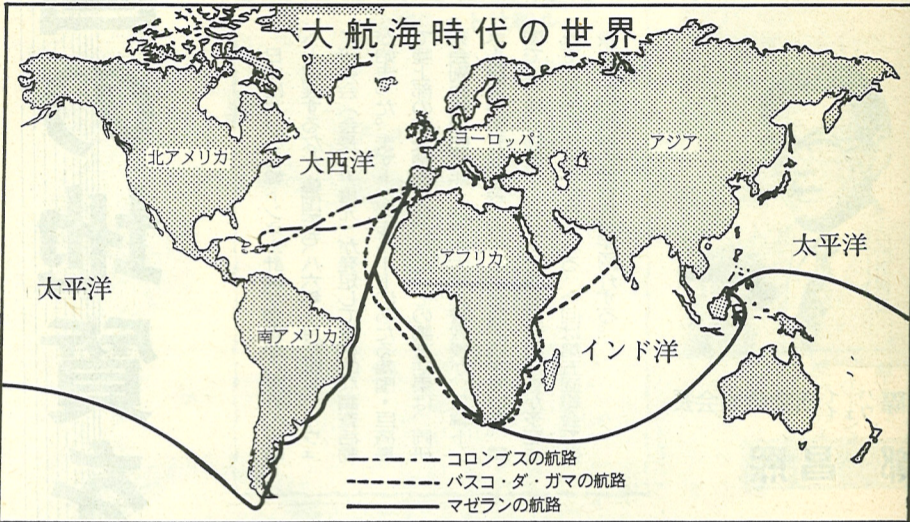 大航海時代の世界
北アメリカ
大西洋
ヨーロッパ
アジア
アフリカ
太平洋
太平洋
南アメリカ
インド洋
コロンブスの航路
バスコ・ダ・ガマの航路
マゼランの航路